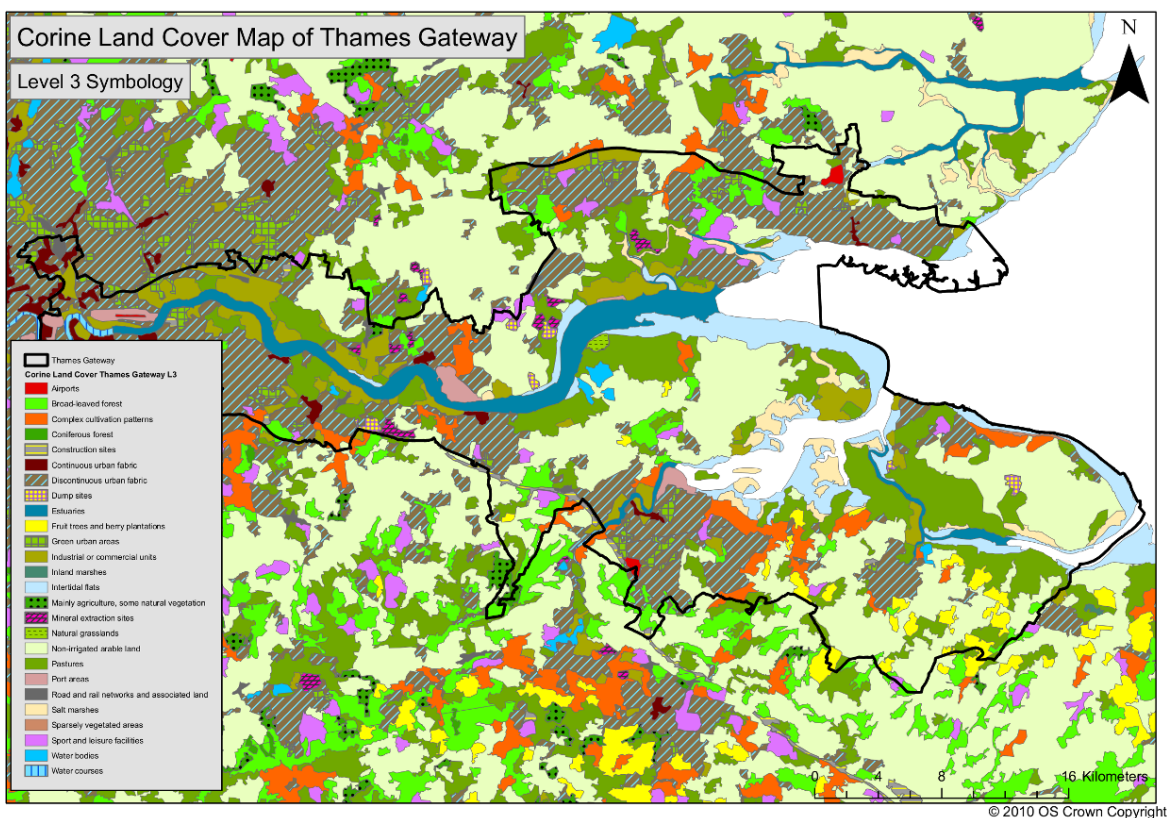 Corine Land Cover Map of Thames Gateway
Level 3 Symbology
N
Thames Gateway
Corine Land Cover Thames Gateway L3
Airports
Broad-leaved forest
Complex cultivation patterns
Coniferous forest
Construction sites
Continuous urban fabric
Discontinuous urban fabric
Dump sites
Estuaries
Fruit trees and berry plantations
Green urban areas
Industrial or commercial units
Inland marshes
Intertidal flats
Mainly agriculture, some natural vegetation
Mineral extraction sites
Natural grasslands
Non-irrigated arable land
Pastures
Port areas
Road and rail networks and associated land
Salt marshes
Sparsely vegetated areas
Sport and leisure facilities
Water bodies
Water courses
0 4 8 16 Kilometers
© 2010 OS Crown Copyright